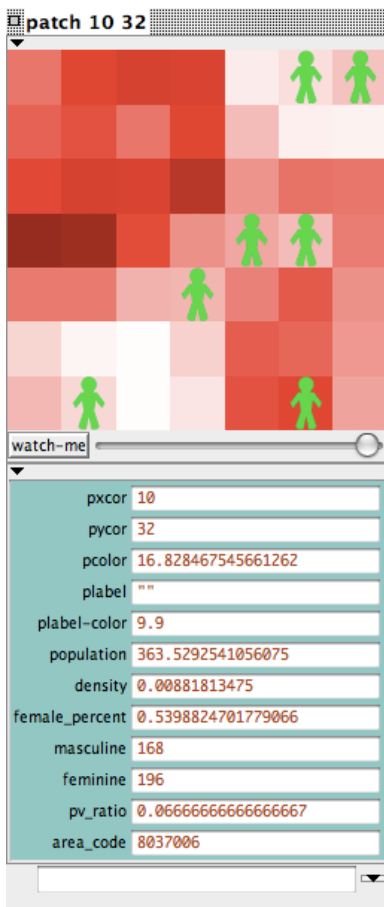 patch 10 32
watch-me
pxcor 10
pycor 32
pcolor 16.828467545661262
plabel ""
plabel-color 9.9
population 363.5292541056075
density 0.00881813475
female_percent 0.5398824701779066
masculine 168
feminine 196
pv_ratio 0.06666666666666667
area_code 8037006